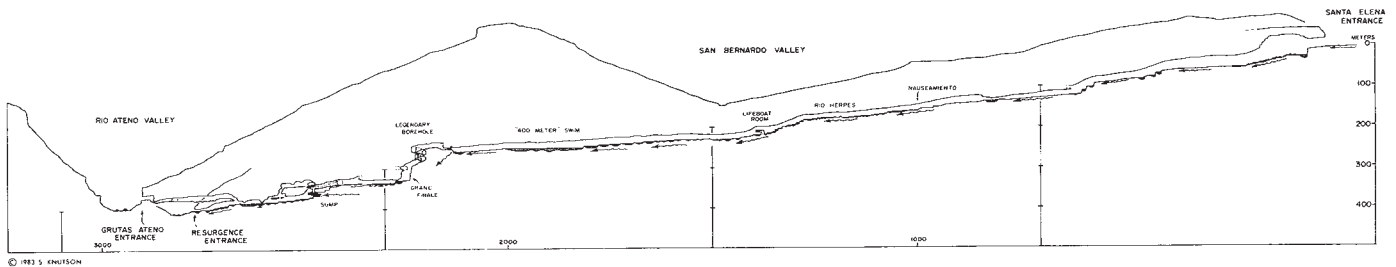 SANTA ELENA
ENTRANCE
METERS
0
SAN BERNARDO VALLEY
100
NAUSEAMIENTO
RIO HERPES
LIFEBOAT
ROOM
RIO ATENO VALLEY
LEGENDARY
BOREHOLE
"400 METER" SWIM
200
300
GRAND
FINALE
SUMP
400
GRUTAS ATENO
ENTRANCE
RESURGENCE
ENTRANCE
3000
2000
1000
© 1983 S KNUTSON